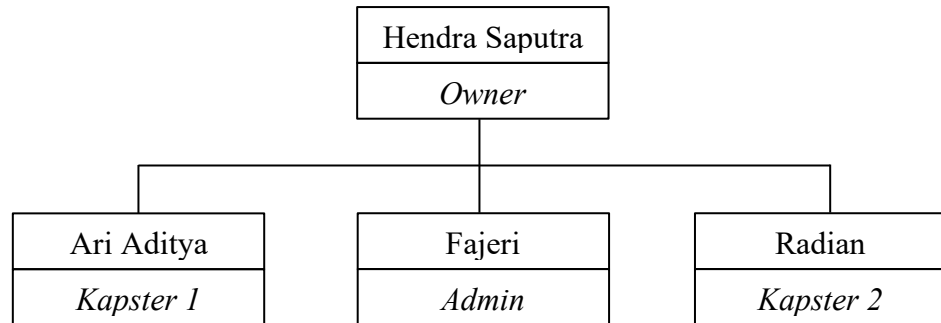 Hendra Saputra
Owner
Ari Aditya
Kapster 1
Fajeri
Admin
Radian
Kapster 2